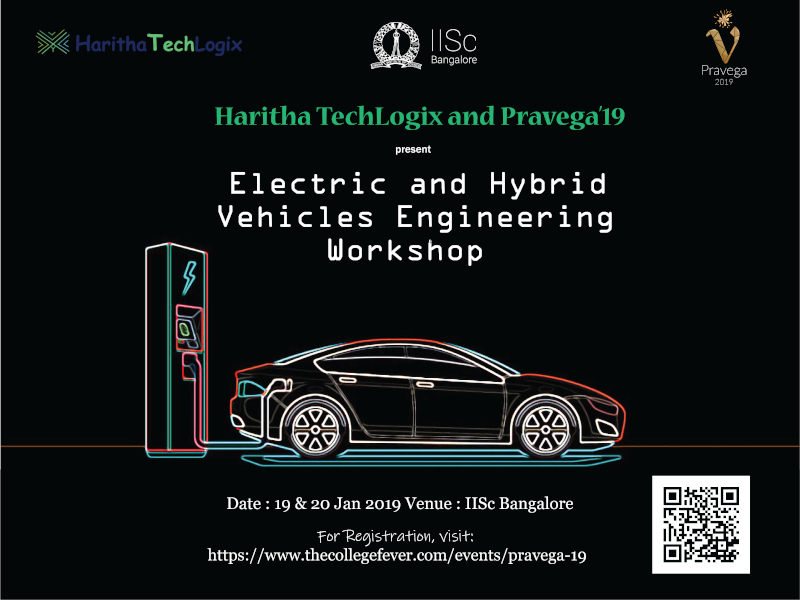 HarithaTechLogix
IISc
Bangalore
Pravega
2019
Haritha TechLogix and Pravega'19
present
Electric and Hybrid
Vehicles Engineering
Workshop
Date : 19 & 20 Jan 2019 Venue : IISc Bangalore
For Registration, visit:
https://www.thecollegefever.com/events/pravega-19